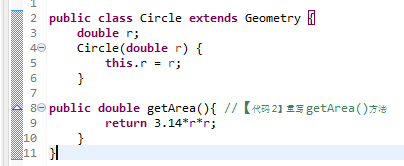 1
2 public class Circle extends Geometry {
3     double r;
4     Circle(double r) {
5         this.r = r;
6     }
7
8 public double getArea(){ //【代码2】重写getArea()方法
9         return 3.14*r*r;
10     }
11 }